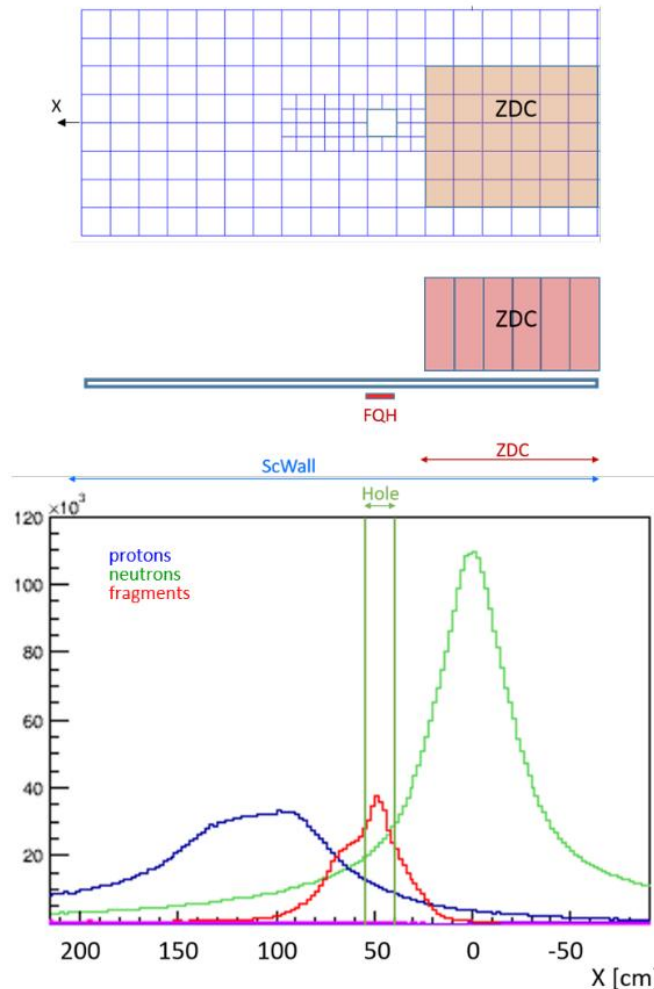 X
ZDC
ZDC
FQH
ZDC
ScWall
Hole
×10³
120
100
80
60
40
20
protons
neutrons
fragments
200 150 100 50 0 -50
X [cm]